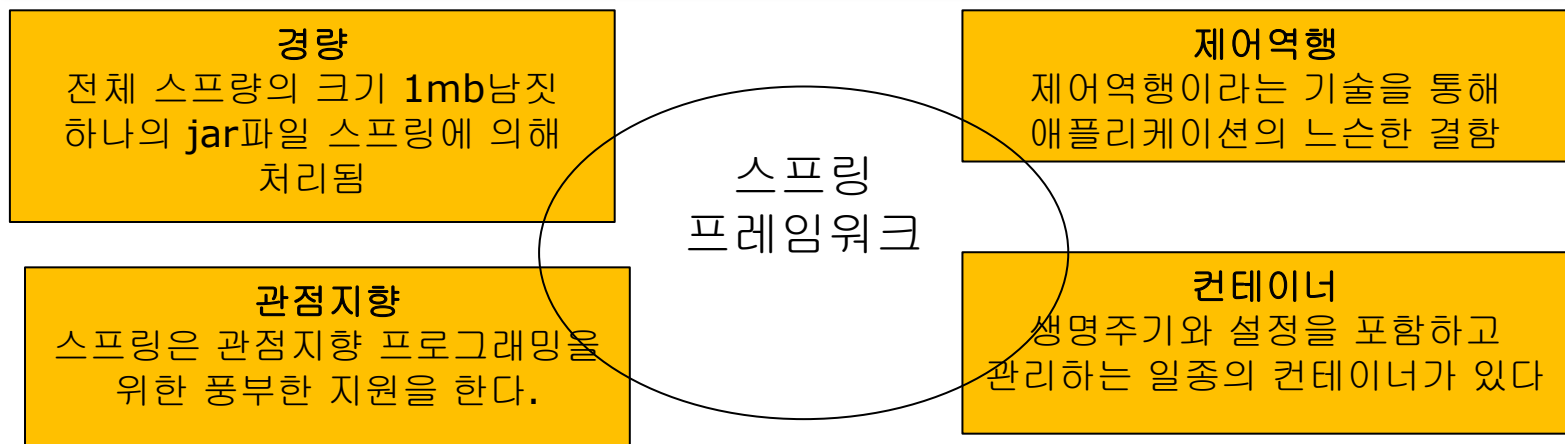 경량
전체 스프량의 크기 1mb남짓
하나의 jar파일 스프링에 의해
처리됨
제어역행
제어역행이라는 기술을 통해
애플리케이션의 느슨한 결함
스프링
프레임워크
관점지향
스프링은 관점지향 프로그래밍을
위한 풍부한 지원을 한다.
컨테이너
생명주기와 설정을 포함하고
관리하는 일종의 컨테이너가 있다